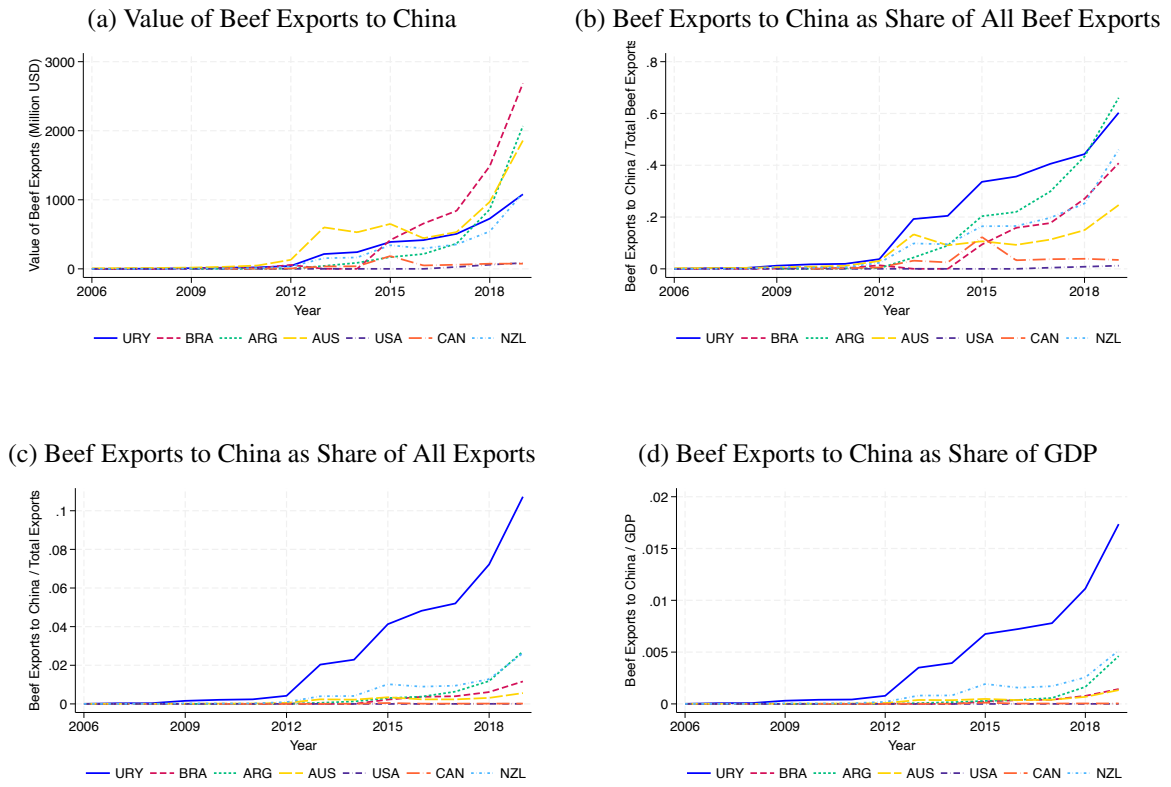 (a) Value of Beef Exports to China
Value of Beef Exports (Million USD)
3000
2000
1000
0
2006 2009 2012 2015 2018
Year
URY BRA ARG AUS USA CAN NZL
(b) Beef Exports to China as Share of All Beef Exports
Beef Exports to China / Total Beef Exports
.8
.6
.4
.2
0
2006 2009 2012 2015 2018
Year
URY BRA ARG AUS USA CAN NZL
(c) Beef Exports to China as Share of All Exports
Beef Exports to China / Total Exports
.1
.08
.06
.04
.02
0
2006 2009 2012 2015 2018
Year
URY BRA ARG AUS USA CAN NZL
(d) Beef Exports to China as Share of GDP
Beef Exports to China / GDP
.02
.015
.01
.005
0
2006 2009 2012 2015 2018
Year
URY BRA ARG AUS USA CAN NZL